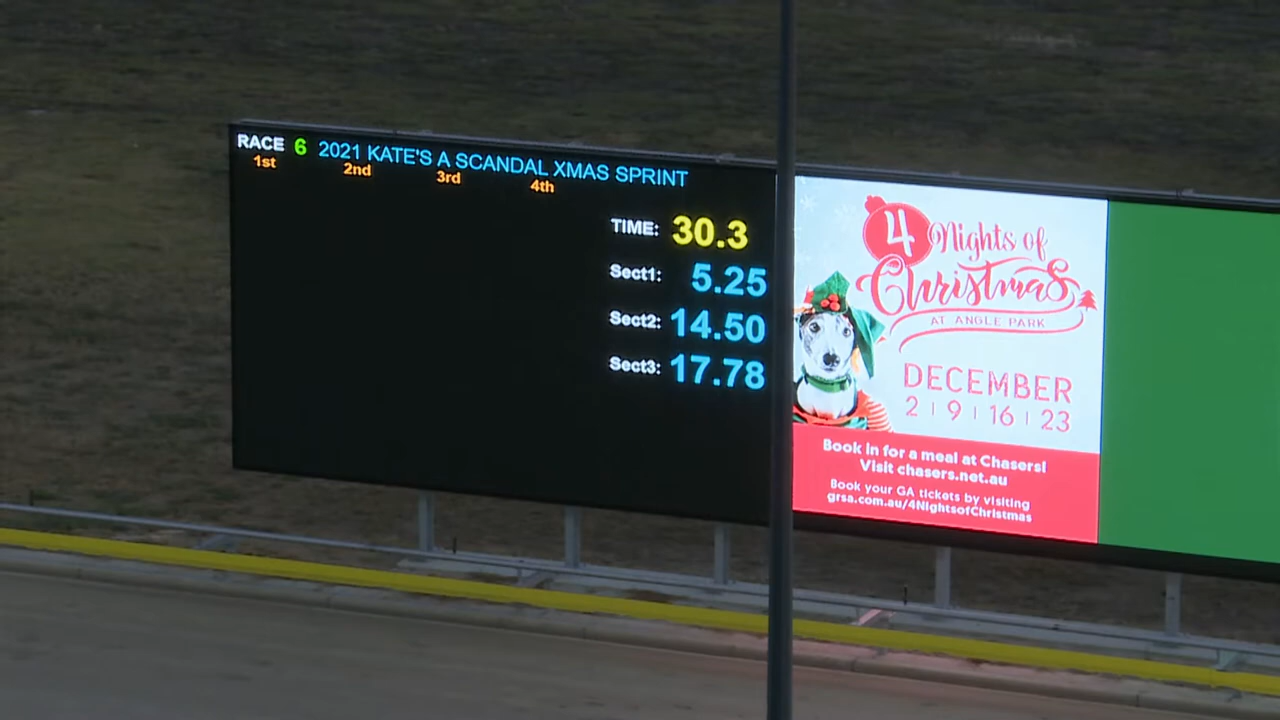 RACE 6 2021 KATE'S A SCANDAL XMAS SPRINT
1st 2nd 3rd 4th
TIME: 30.3
Sect1: 5.25
Sect2: 14.50
Sect3: 17.78
4 Nights of
Christmas
AT ANGLE PARK
DECEMBER
2 | 9 | 16 | 23
Book in for a meal at Chasers!
Visit chasers.net.au
Book your GA tickets by visiting
grsa.com.au/4NightsofChristmas